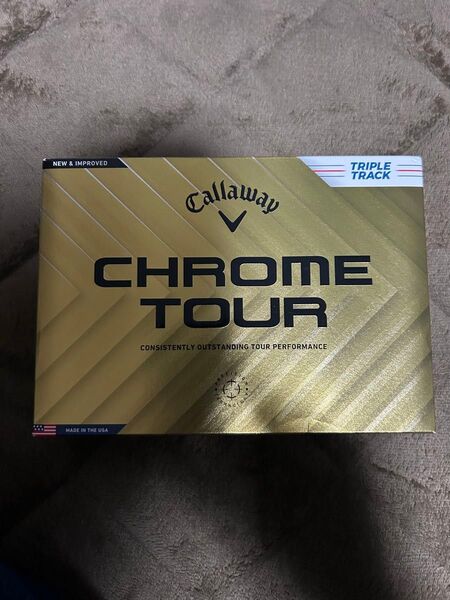 NEW & IMPROVED
TRIPLE
TRACK
Callaway
CHROME
TOUR
CONSISTENTLY OUTSTANDING TOUR PERFORMANCE
MADE IN THE USA